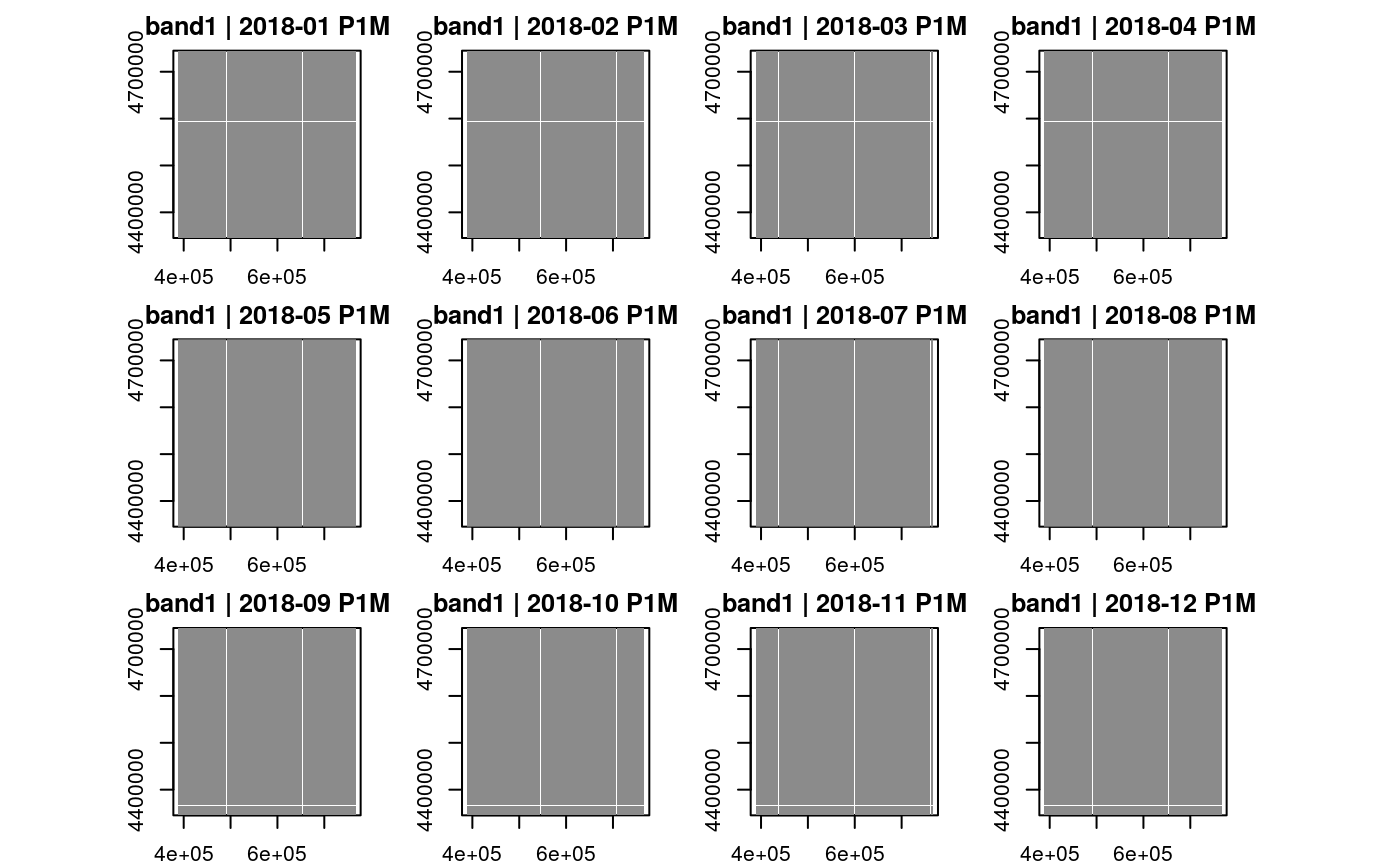 band1 | 2018-01 P1M
4700000
4400000
4e+05 6e+05
band1 | 2018-02 P1M
4700000
4400000
4e+05 6e+05
band1 | 2018-03 P1M
4700000
4400000
4e+05 6e+05
band1 | 2018-04 P1M
4700000
4400000
4e+05 6e+05
band1 | 2018-05 P1M
4700000
4400000
4e+05 6e+05
band1 | 2018-06 P1M
4700000
4400000
4e+05 6e+05
band1 | 2018-07 P1M
4700000
4400000
4e+05 6e+05
band1 | 2018-08 P1M
4700000
4400000
4e+05 6e+05
band1 | 2018-09 P1M
4700000
4400000
4e+05 6e+05
band1 | 2018-10 P1M
4700000
4400000
4e+05 6e+05
band1 | 2018-11 P1M
4700000
4400000
4e+05 6e+05
band1 | 2018-12 P1M
4700000
4400000
4e+05 6e+05